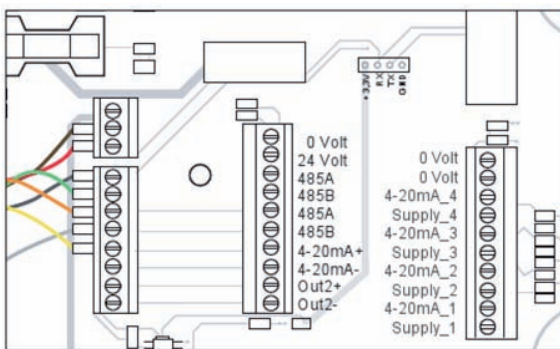 +3,3V
RX
TX
GND
0 Volt
24 Volt
485A
485B
485A
485B
4-20mA+
4-20mA-
Out2+
Out2-
0 Volt
0 Volt
4-20mA_4
Supply_4
4-20mA_3
Supply_3
4-20mA_2
Supply_2
4-20mA_1
Supply_1